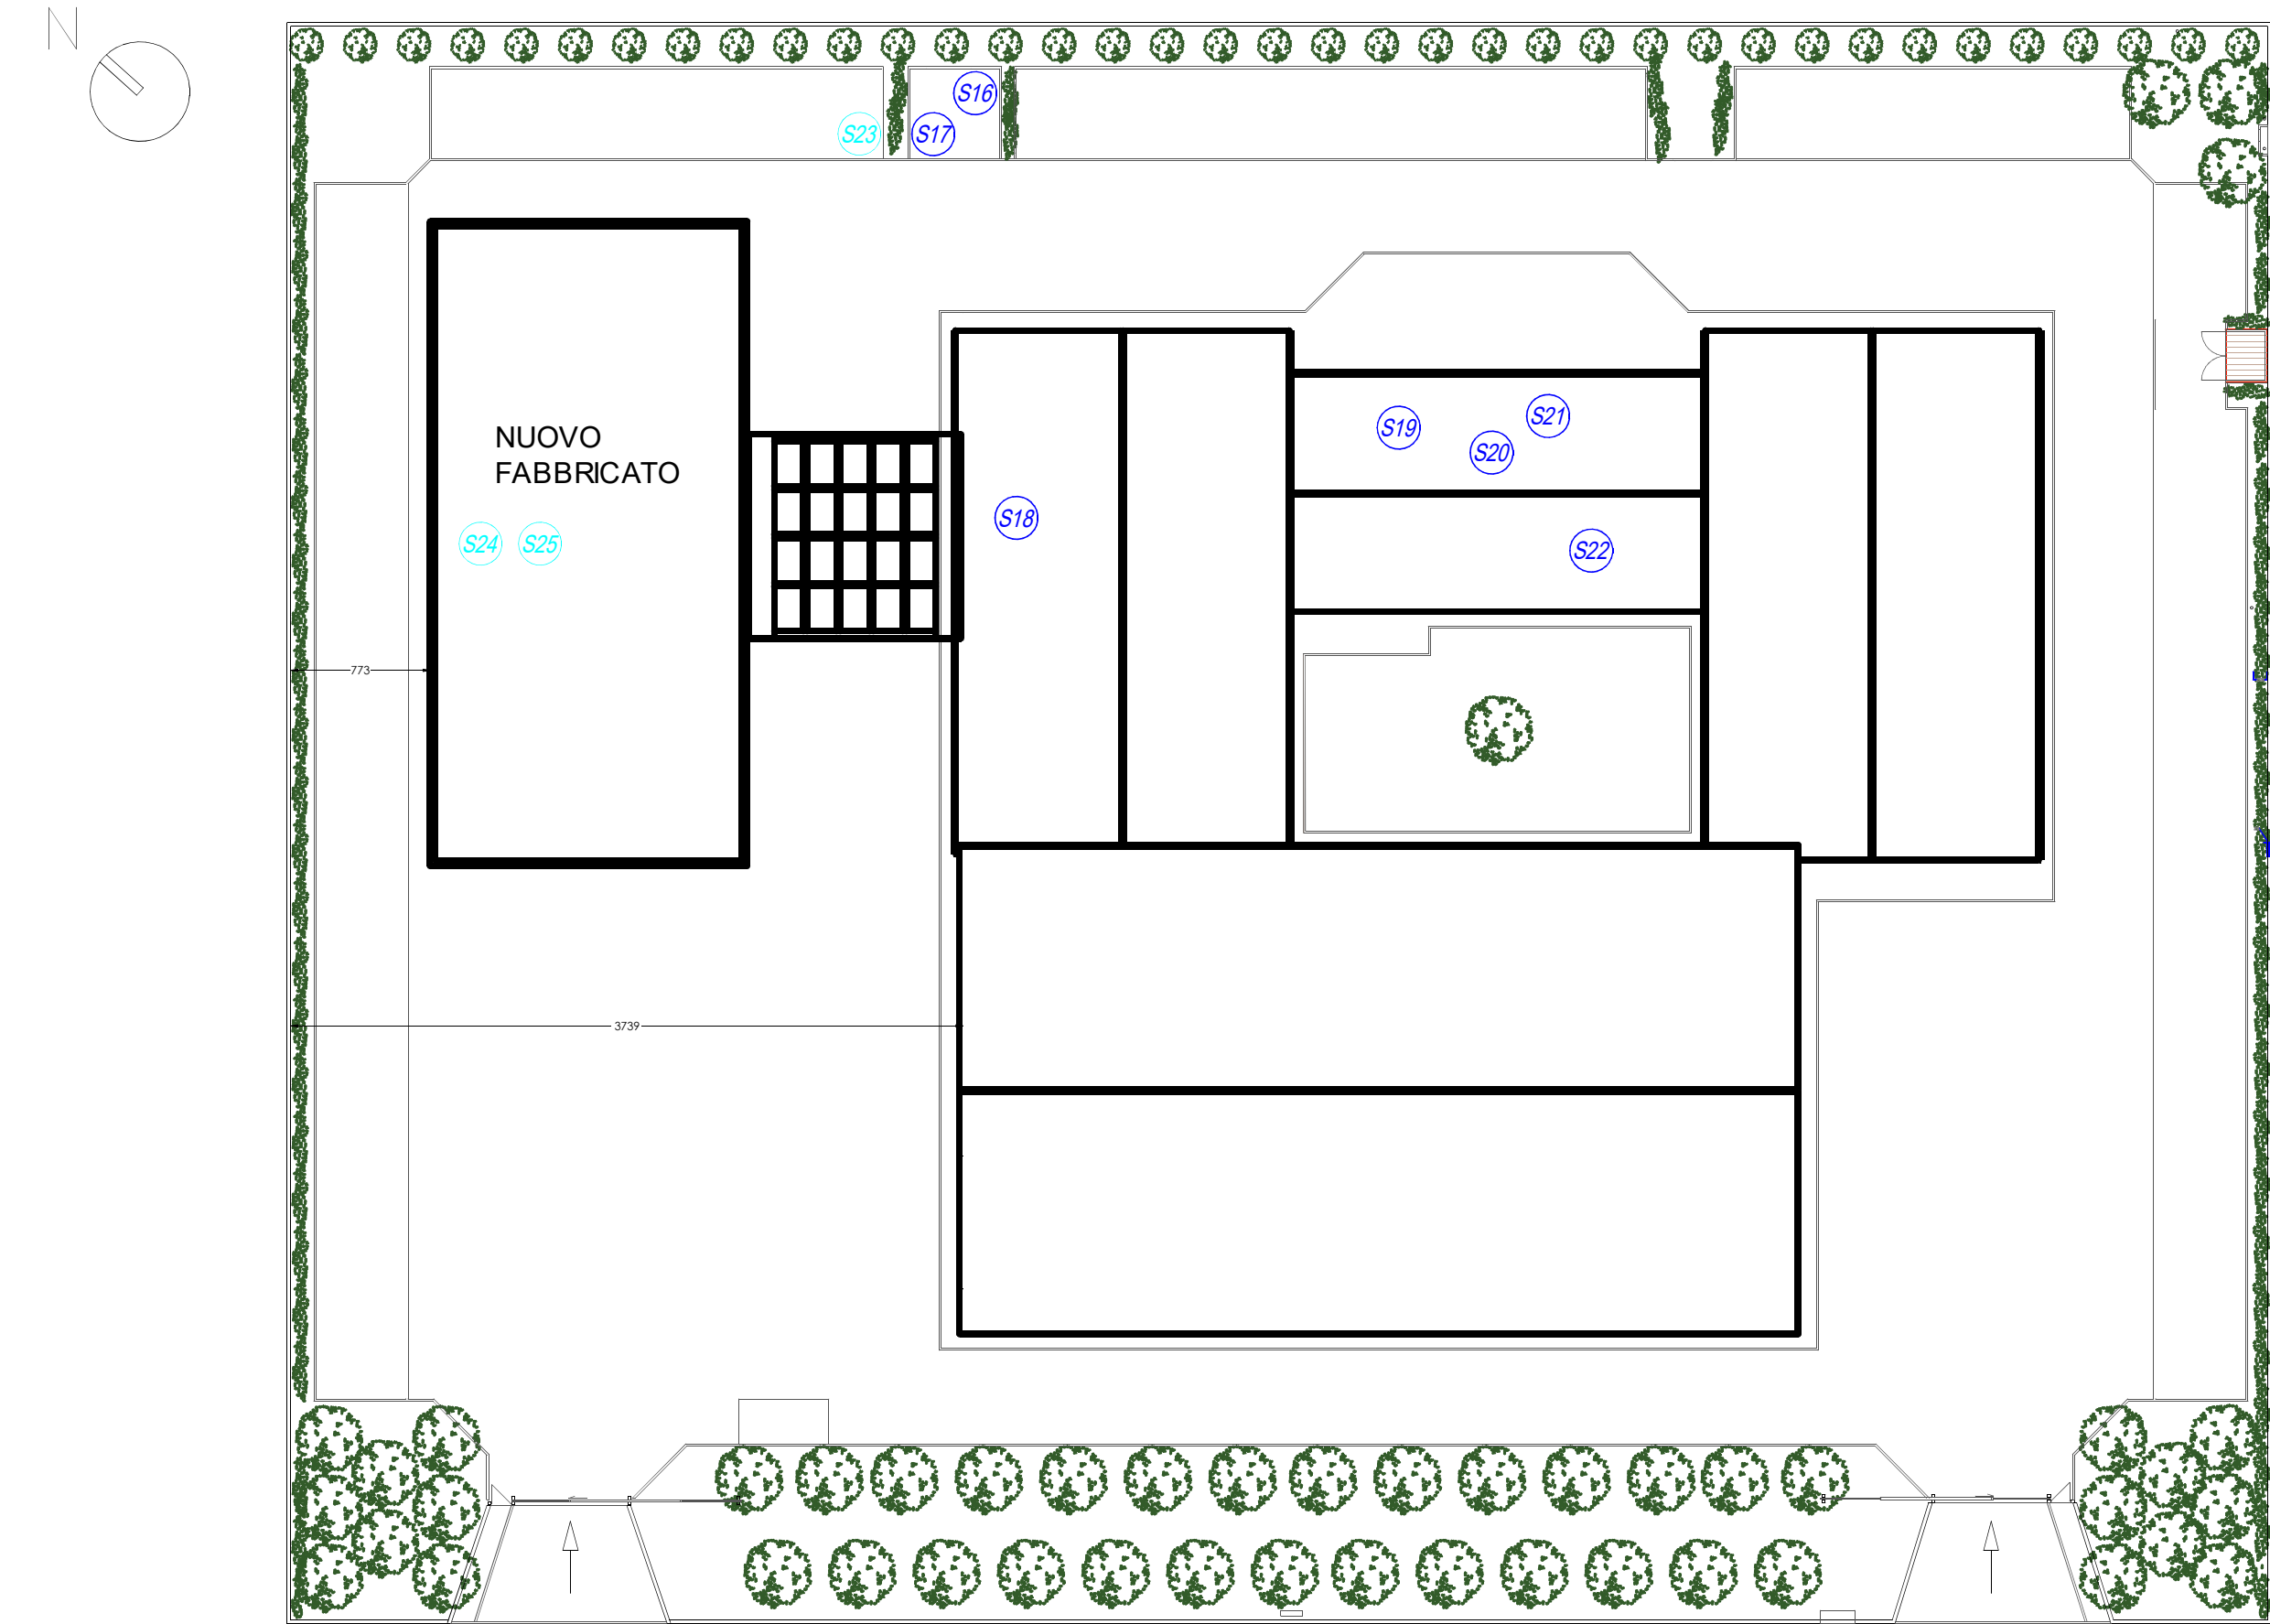 N
S16
S23
S17
S21
S19
NUOVO
S20
FABBRICATO
S18
S24
S25
S22
773
3739